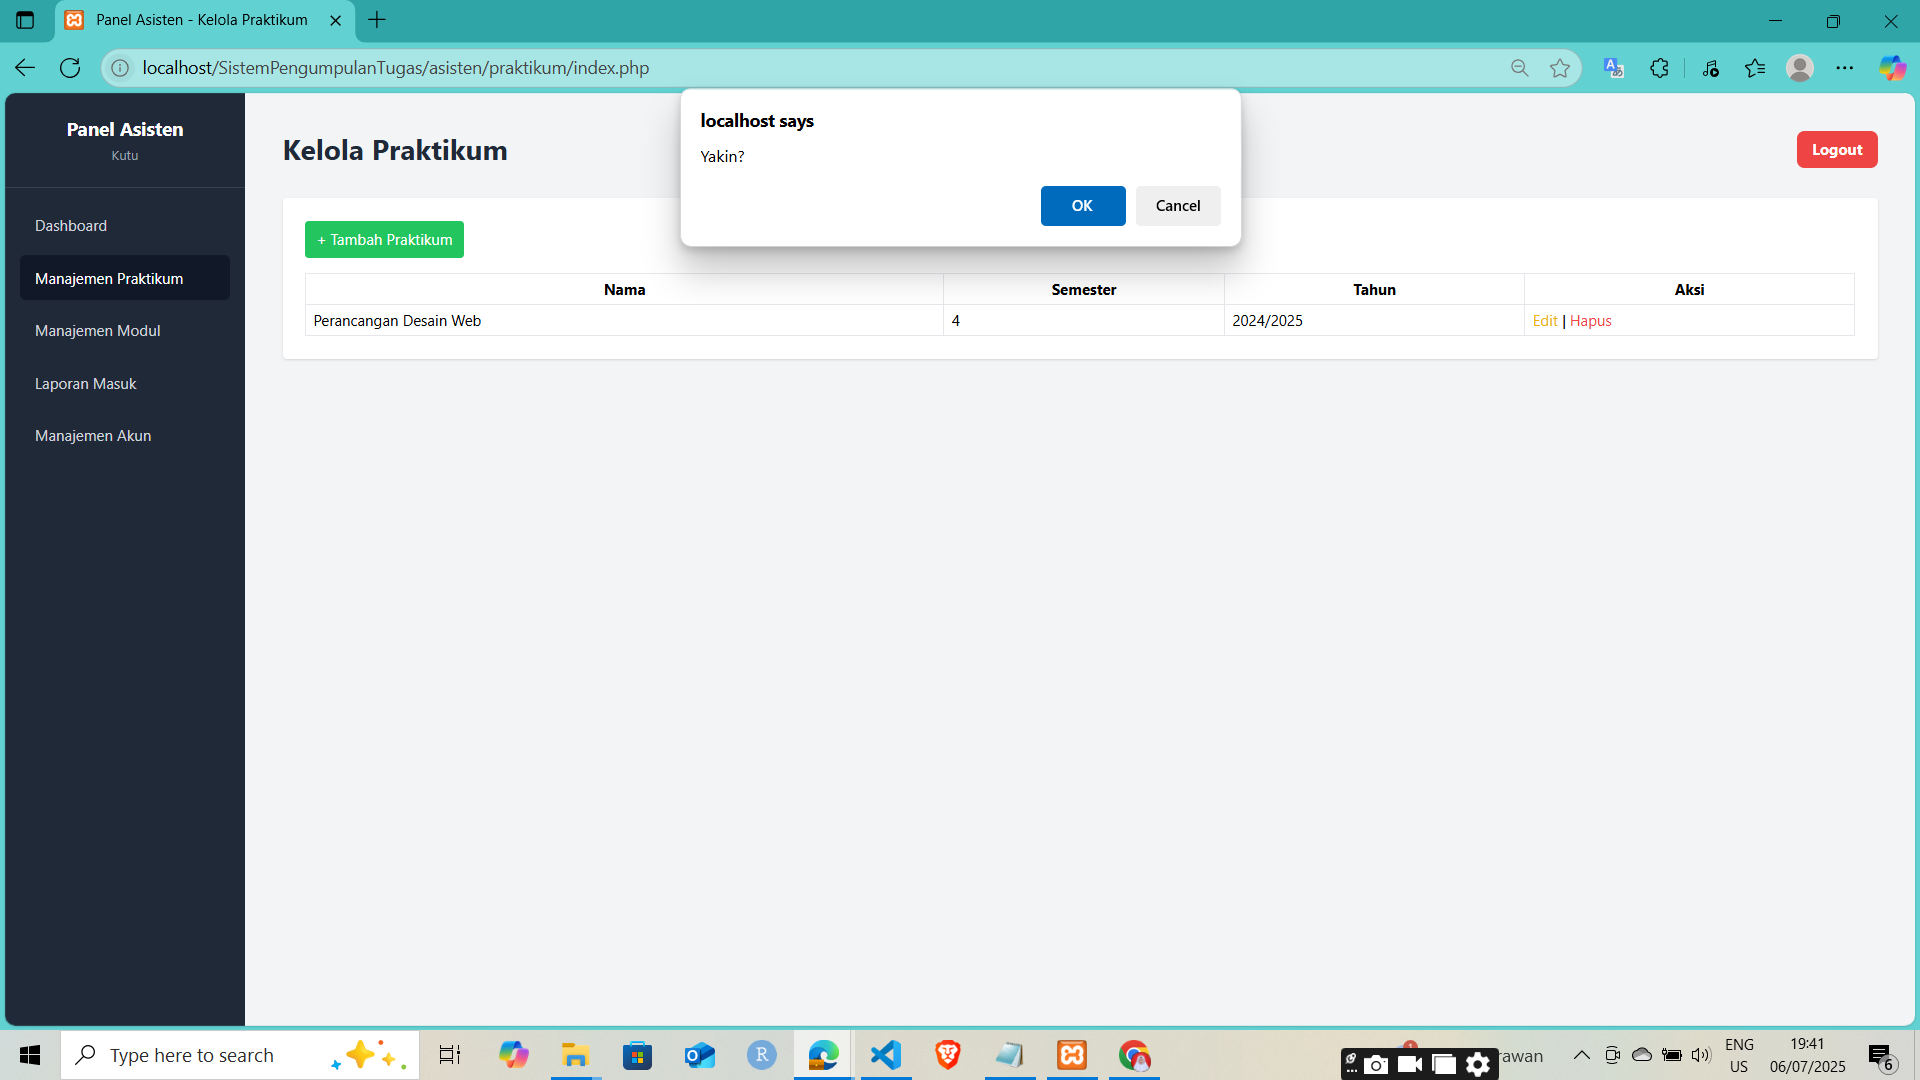 Panel Asisten - Kelola Praktikum
localhost/SistemPengumpulanTugas/asisten/praktikum/index.php
Panel Asisten
Kutu
Dashboard
Manajemen Praktikum
Manajemen Modul
Laporan Masuk
Manajemen Akun
Kelola Praktikum
Logout
localhost says
Yakin?
OK
Cancel
+ Tambah Praktikum
Nama Semester Tahun Aksi
Perancangan Desain Web 4 2024/2025 Edit | Hapus
Type here to search
rawan
ENG
US
19:41
06/07/2025
6